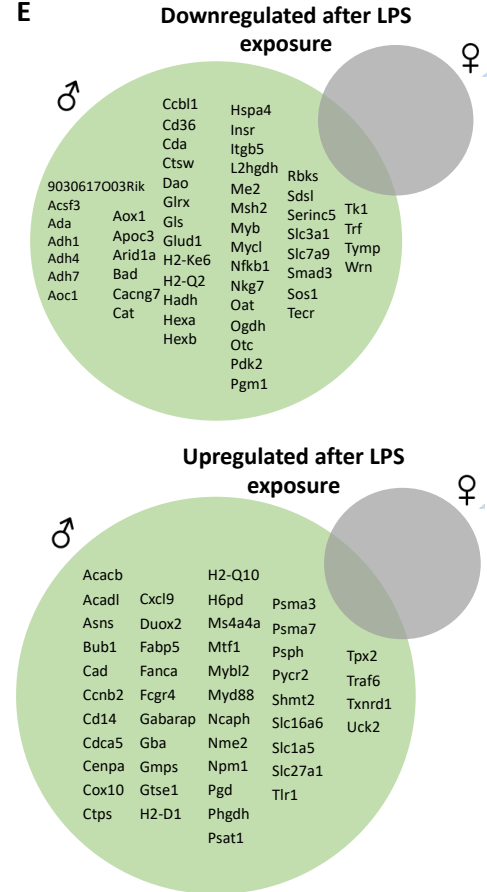 E
Downregulated after LPS
exposure
♂
♀
9030617O03Rik
Acsf3
Ada
Adh1
Adh4
Adh7
Aoc1
Aox1
Apoc3
Arid1a
Bad
Cacng7
Cat
Ccbl1
Cd36
Cda
Ctsw
Dao
Glrx
Gls
Glud1
H2-Ke6
H2-Q2
Hadh
Hexa
Hexb
Hspa4
Insr
Itgb5
L2hgdh
Me2
Msh2
Myb
Mycl
Nfkb1
Nkg7
Oat
Ogdh
Otc
Pdk2
Pgm1
Rbks
Sdsl
Serinc5
Slc3a1
Slc7a9
Smad3
Sos1
Tecr
Tk1
Trf
Tymp
Wrn
Upregulated after LPS
exposure
♂
♀
Acacb
Acadl
Asns
Bub1
Cad
Ccnb2
Cd14
Cdca5
Cenpa
Cox10
Ctps
Cxcl9
Duox2
Fabp5
Fanca
Fcgr4
Gabarap
Gba
Gmps
Gtse1
H2-D1
H2-Q10
H6pd
Ms4a4a
Mtf1
Mybl2
Myd88
Ncaph
Nme2
Npm1
Pgd
Phgdh
Psat1
Psma3
Psma7
Psph
Pycr2
Shmt2
Slc16a6
Slc1a5
Slc27a1
Tlr1
Tpx2
Traf6
Txnrd1
Uck2